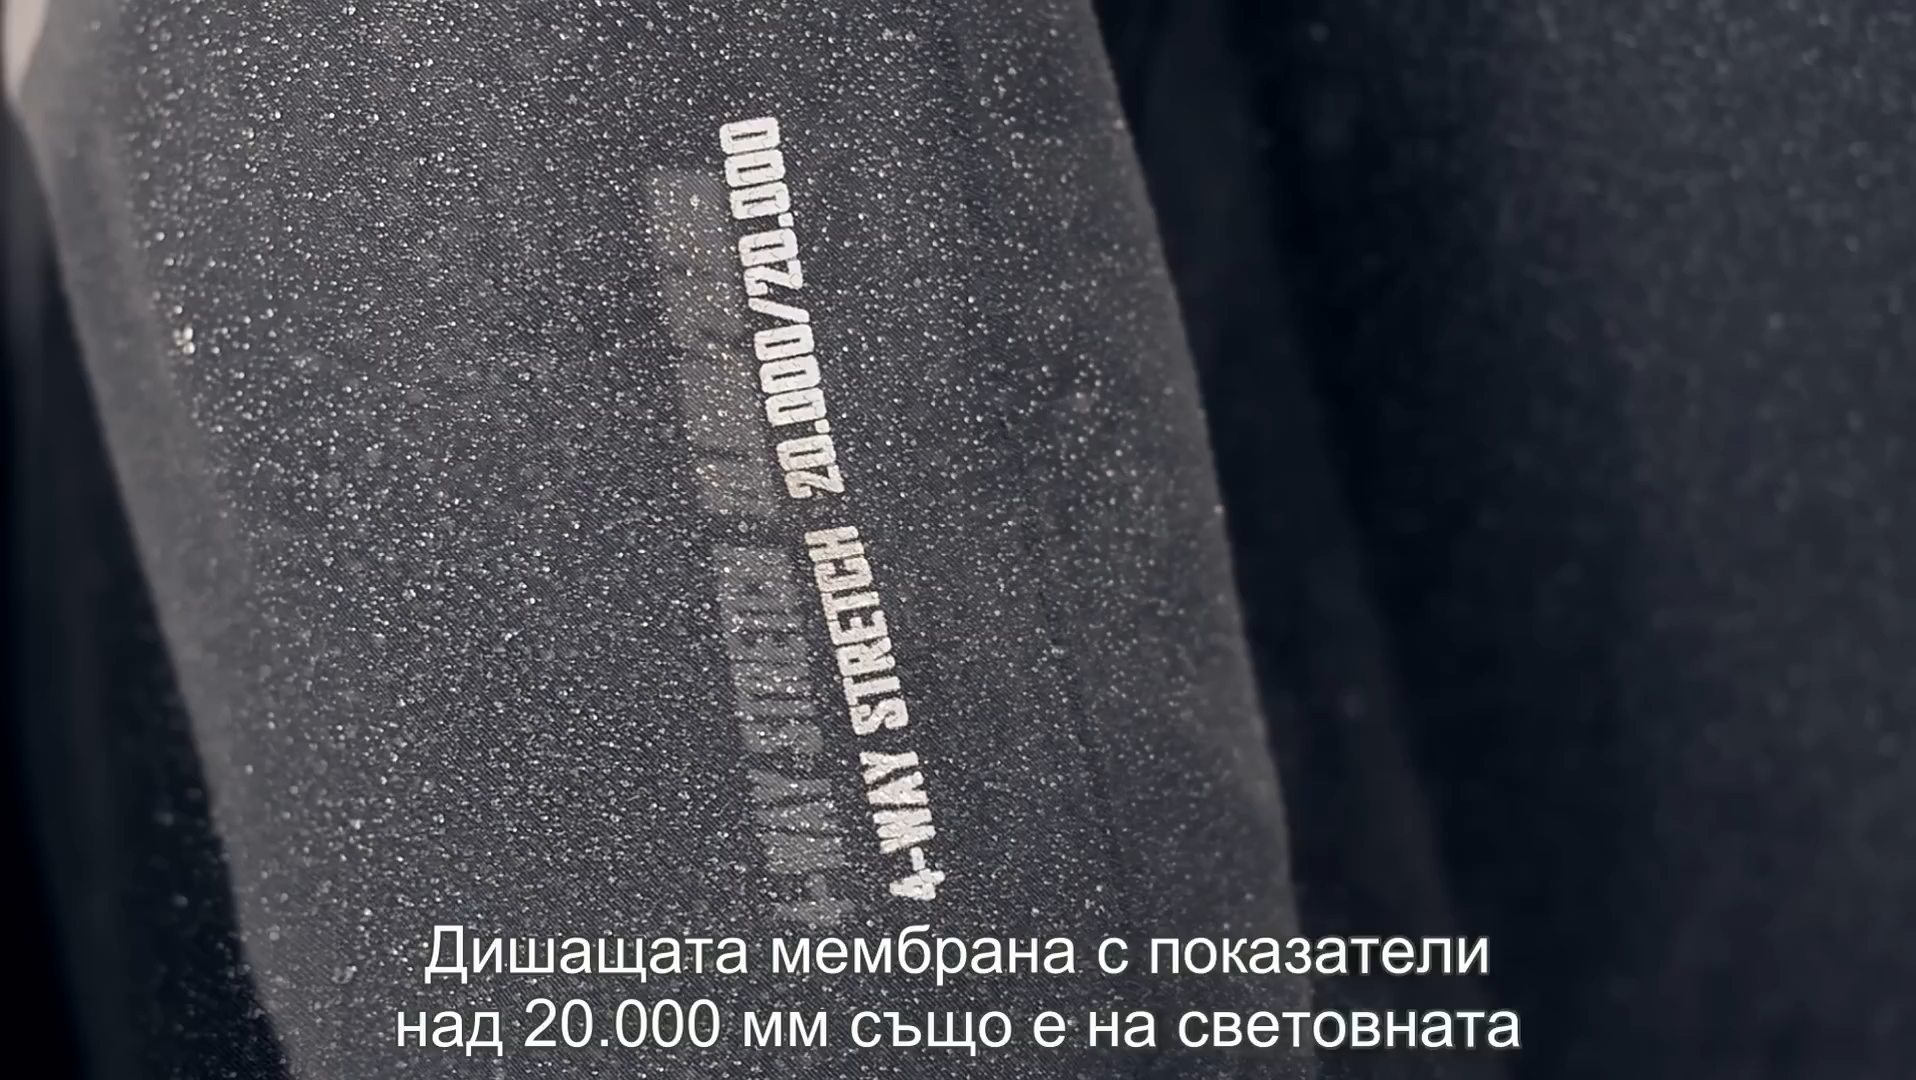 4-WAY STRETCH 20.000/20.000
Дишащата мембрана с показатели
над 20.000 мм също е на световната